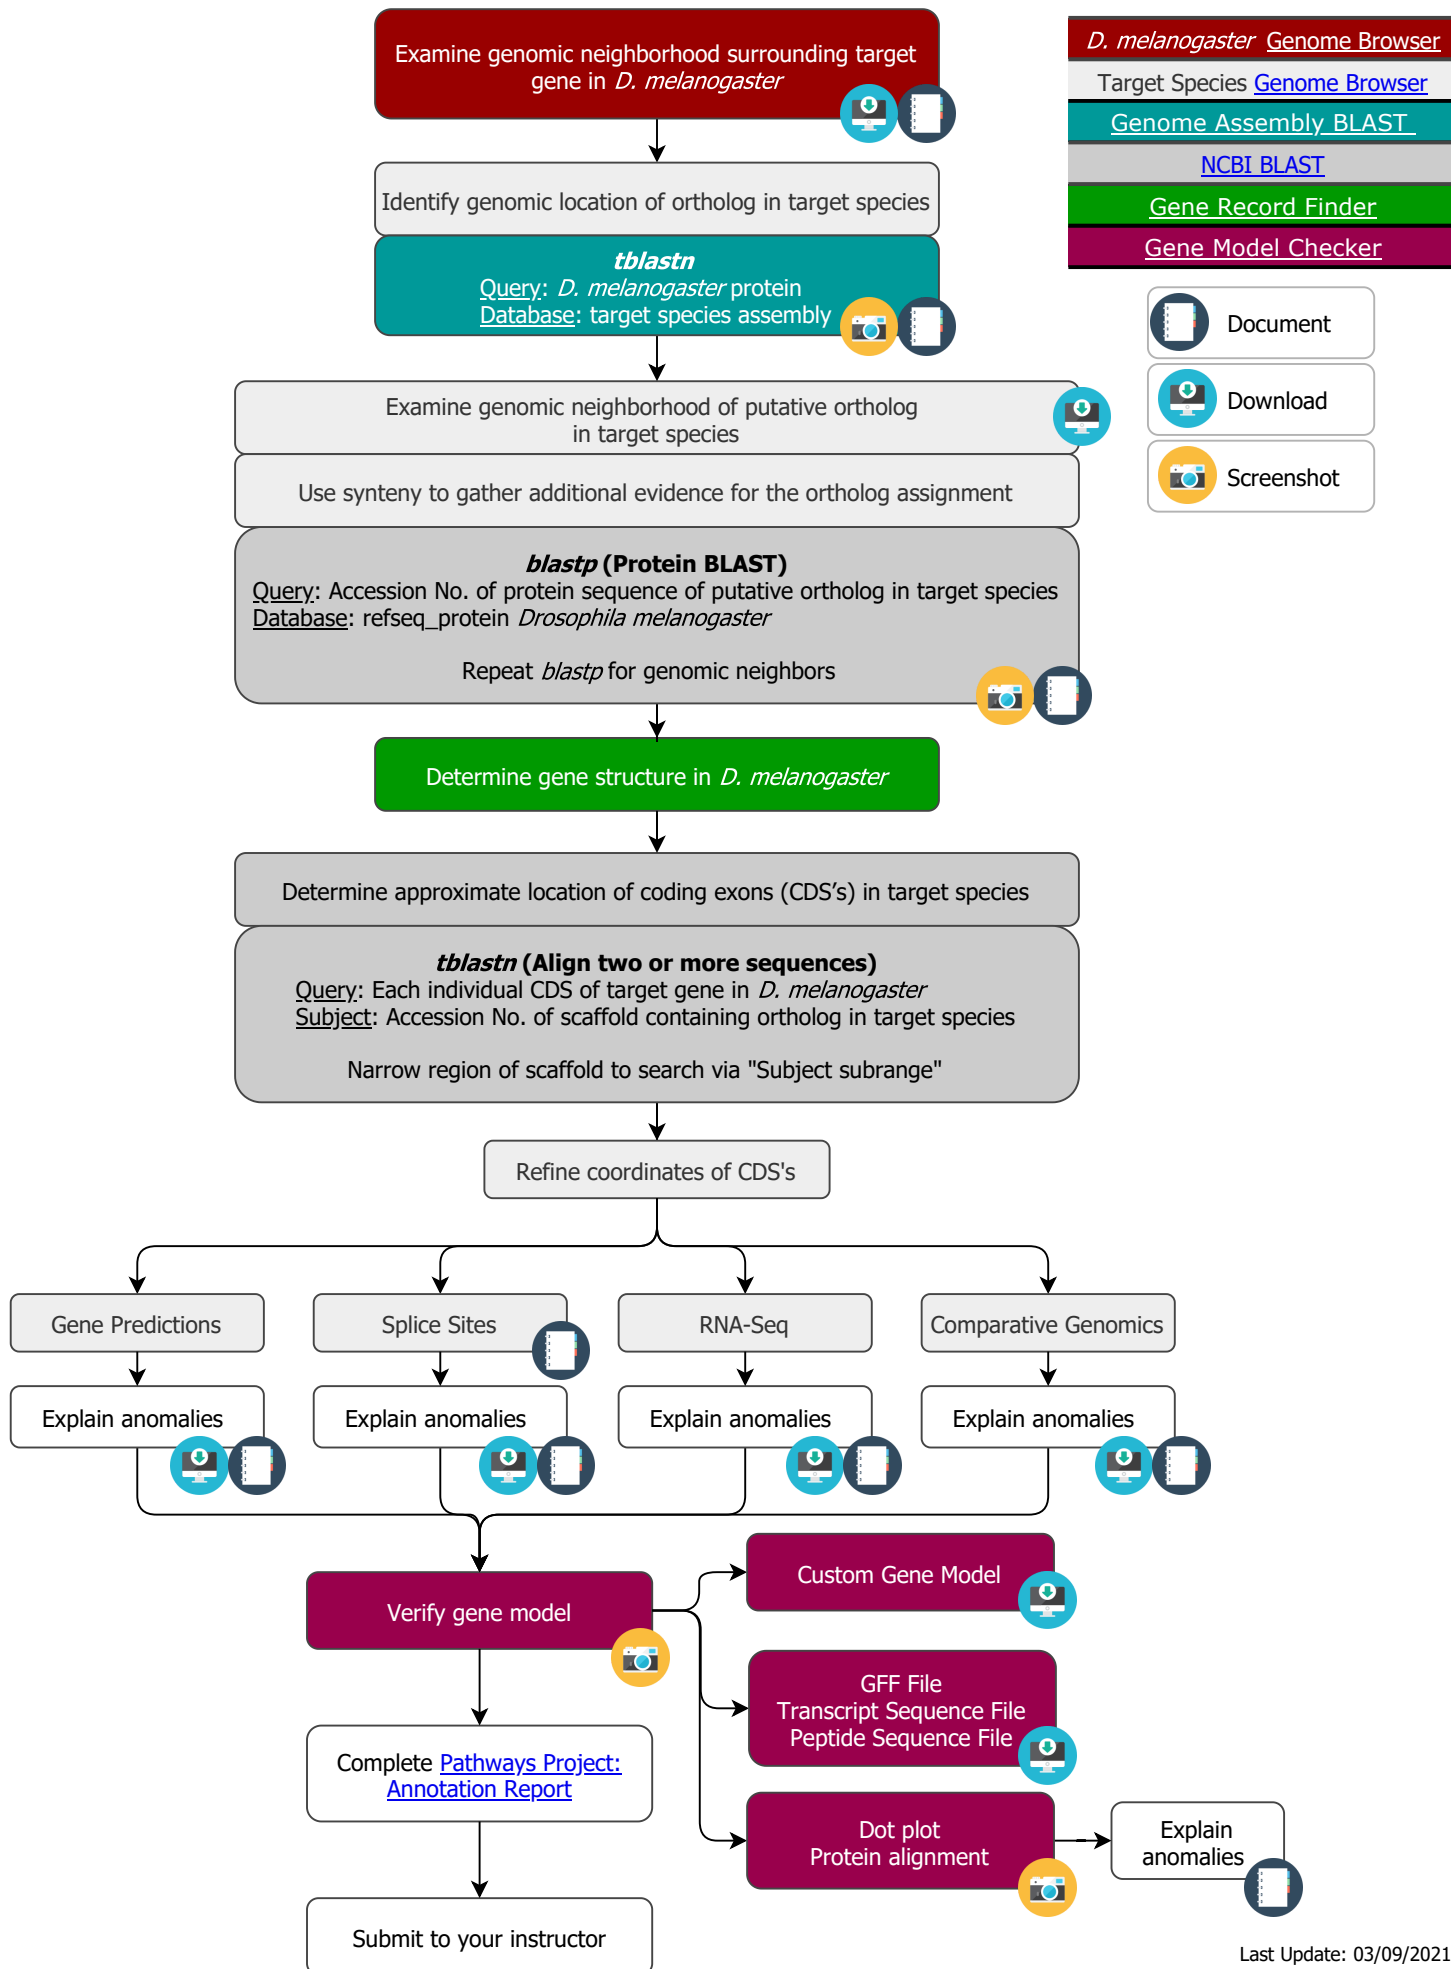 Examine genomic neighborhood surrounding target
gene in D. melanogaster
D. melanogaster Genome Browser
Target Species Genome Browser
Genome Assembly BLAST
NCBI BLAST
Gene Record Finder
Gene Model Checker
Document
Download
Screenshot
Identify genomic location of ortholog in target species
tblastn
Query: D. melanogaster protein
Database: target species assembly
Examine genomic neighborhood of putative ortholog
in target species
Use synteny to gather additional evidence for the ortholog assignment
blastp (Protein BLAST)
Query: Accession No. of protein sequence of putative ortholog in target species
Database: refseq_protein Drosophila melanogaster
Repeat blastp for genomic neighbors
Determine gene structure in D. melanogaster
Determine approximate location of coding exons (CDS’s) in target species
tblastn (Align two or more sequences)
Query: Each individual CDS of target gene in D. melanogaster
Subject: Accession No. of scaffold containing ortholog in target species
Narrow region of scaffold to search via "Subject subrange"
Refine coordinates of CDS's
Gene Predictions
Splice Sites
RNA-Seq
Comparative Genomics
Explain anomalies
Explain anomalies
Explain anomalies
Explain anomalies
Verify gene model
Custom Gene Model
GFF File
Transcript Sequence File
Peptide Sequence File
Complete Pathways Project:
Annotation Report
Dot plot
Protein alignment
Explain
anomalies
Submit to your instructor
Last Update: 03/09/2021